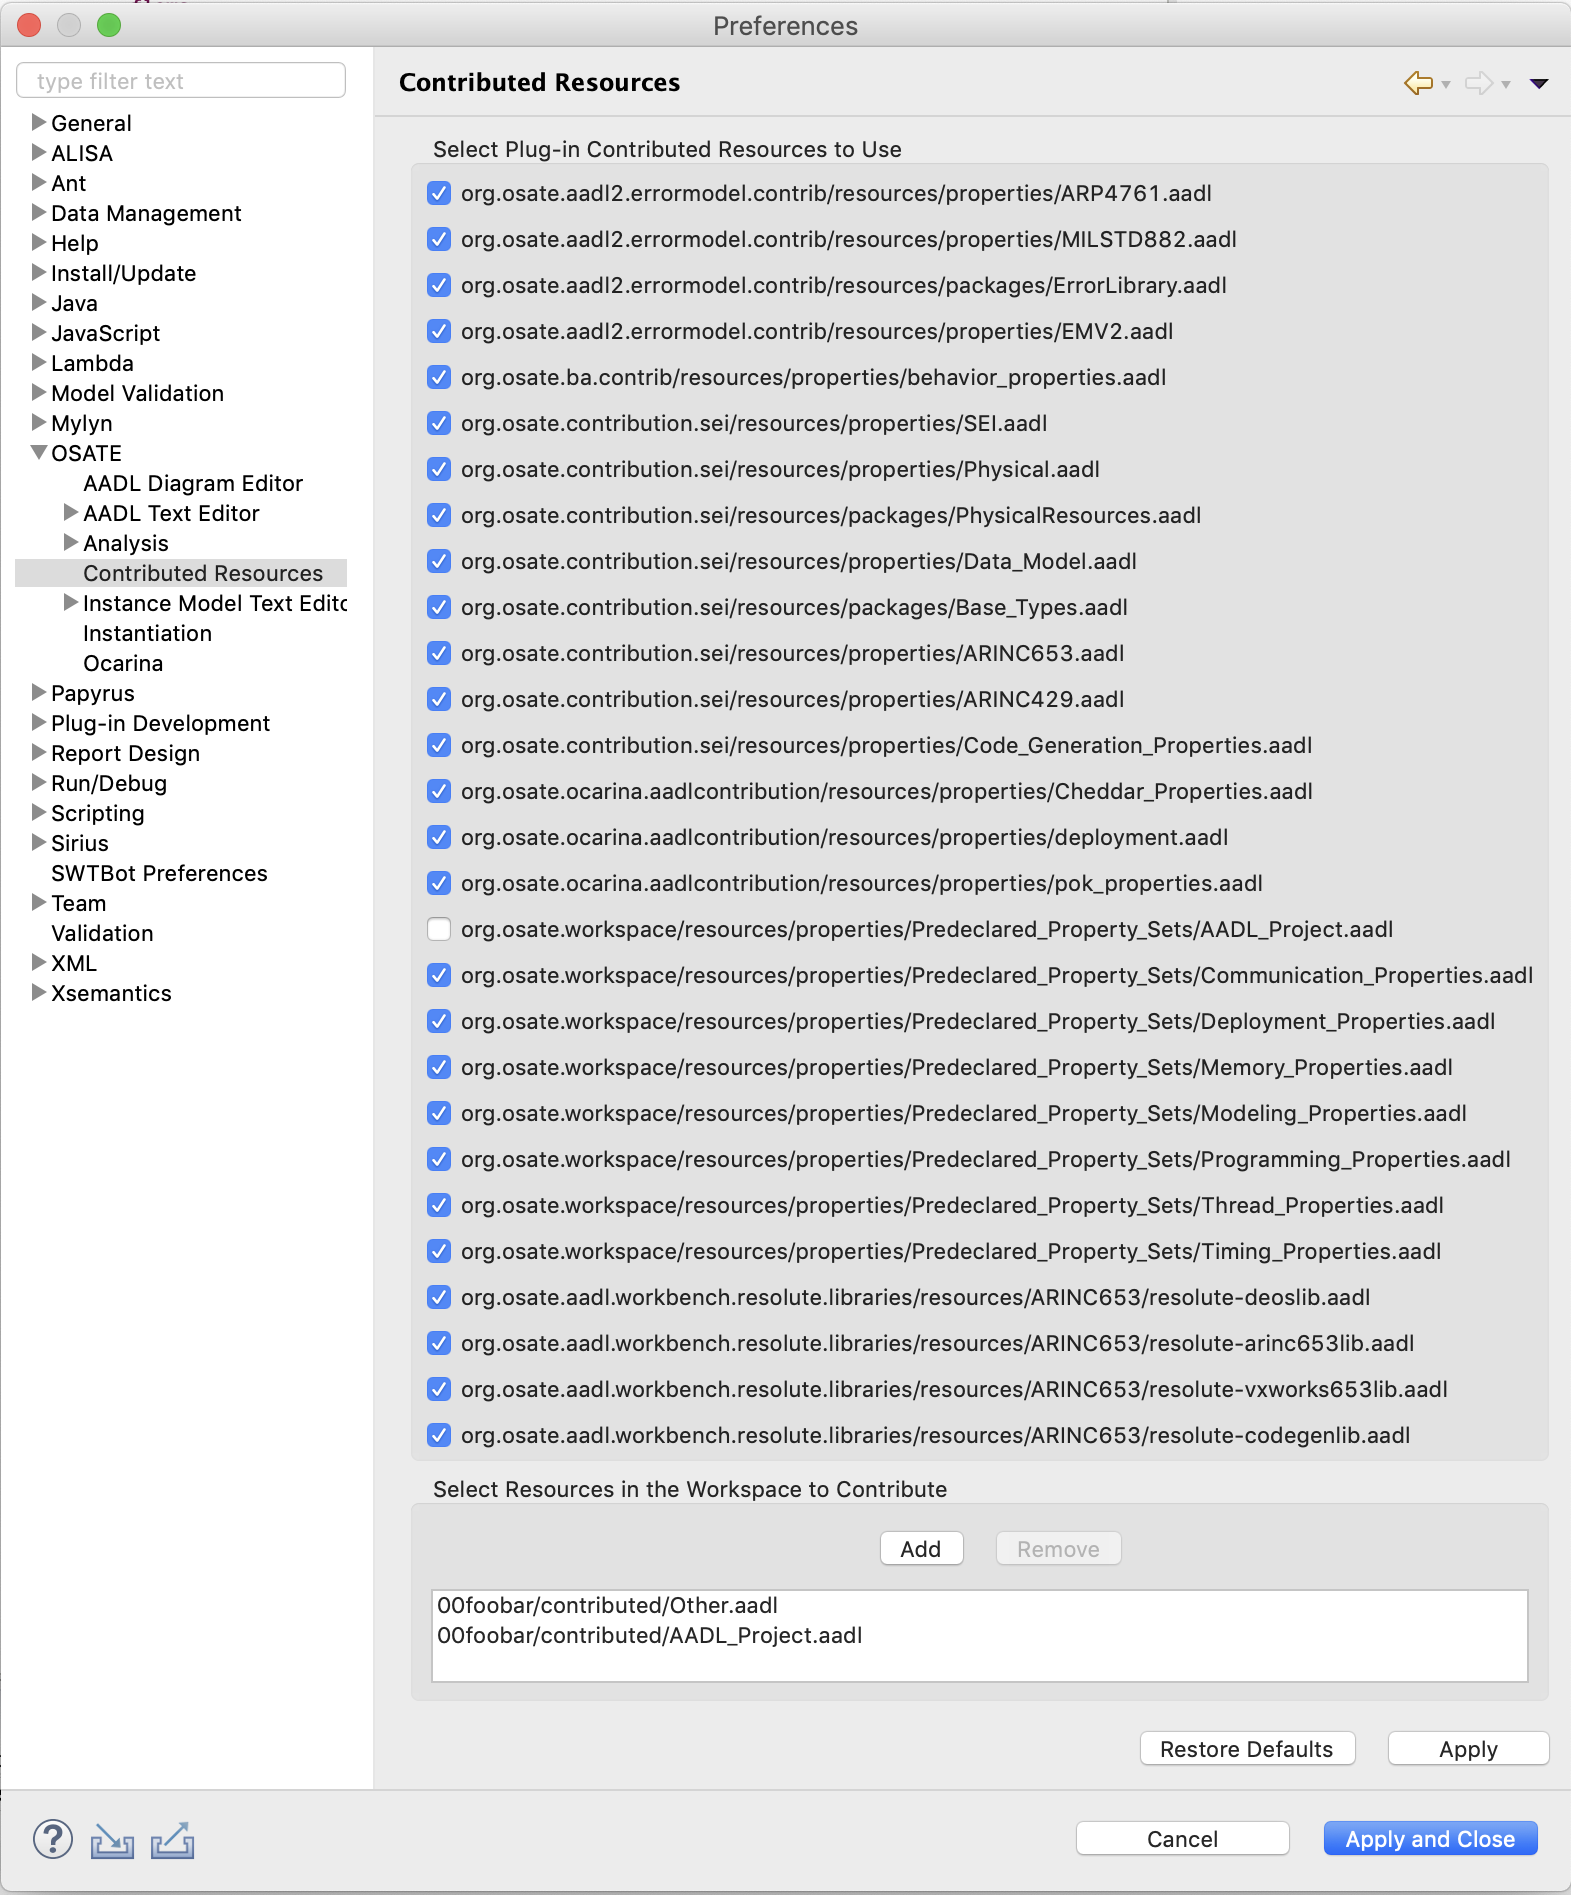 Preferences
type filter text
General
ALISA
Ant
Data Management
Help
Install/Update
Java
JavaScript
Lambda
Model Validation
Mylyn
OSATE
AADL Diagram Editor
AADL Text Editor
Analysis
Contributed Resources
Instance Model Text Edito
Instantiation
Ocarina
Papyrus
Plug-in Development
Report Design
Run/Debug
Scripting
Sirius
SWTBot Preferences
Team
Validation
XML
Xsemantics
Contributed Resources
Select Plug-in Contributed Resources to Use
org.osate.aadl2.errormodel.contrib/resources/properties/ARP4761.aadl
org.osate.aadl2.errormodel.contrib/resources/properties/MILSTD882.aadl
org.osate.aadl2.errormodel.contrib/resources/packages/ErrorLibrary.aadl
org.osate.aadl2.errormodel.contrib/resources/properties/EMV2.aadl
org.osate.ba.contrib/resources/properties/behavior_properties.aadl
org.osate.contribution.sei/resources/properties/SEI.aadl
org.osate.contribution.sei/resources/properties/Physical.aadl
org.osate.contribution.sei/resources/packages/PhysicalResources.aadl
org.osate.contribution.sei/resources/properties/Data_Model.aadl
org.osate.contribution.sei/resources/packages/Base_Types.aadl
org.osate.contribution.sei/resources/properties/ARINC653.aadl
org.osate.contribution.sei/resources/properties/ARINC429.aadl
org.osate.contribution.sei/resources/properties/Code_Generation_Properties.aadl
org.osate.ocarina.aadlcontribution/resources/properties/Cheddar_Properties.aadl
org.osate.ocarina.aadlcontribution/resources/properties/deployment.aadl
org.osate.ocarina.aadlcontribution/resources/properties/pok_properties.aadl
org.osate.workspace/resources/properties/Predeclared_Property_Sets/AADL_Project.aadl
org.osate.workspace/resources/properties/Predeclared_Property_Sets/Communication_Properties.aadl
org.osate.workspace/resources/properties/Predeclared_Property_Sets/Deployment_Properties.aadl
org.osate.workspace/resources/properties/Predeclared_Property_Sets/Memory_Properties.aadl
org.osate.workspace/resources/properties/Predeclared_Property_Sets/Modeling_Properties.aadl
org.osate.workspace/resources/properties/Predeclared_Property_Sets/Programming_Properties.aadl
org.osate.workspace/resources/properties/Predeclared_Property_Sets/Thread_Properties.aadl
org.osate.workspace/resources/properties/Predeclared_Property_Sets/Timing_Properties.aadl
org.osate.aadl.workbench.resolute.libraries/resources/ARINC653/resolute-deoslib.aadl
org.osate.aadl.workbench.resolute.libraries/resources/ARINC653/resolute-arinc653lib.aadl
org.osate.aadl.workbench.resolute.libraries/resources/ARINC653/resolute-vxworks653lib.aadl
org.osate.aadl.workbench.resolute.libraries/resources/ARINC653/resolute-codegenlib.aadl
Select Resources in the Workspace to Contribute
Add Remove
00foobar/contributed/Other.aadl
00foobar/contributed/AADL_Project.aadl
Restore Defaults Apply
? Cancel Apply and Close